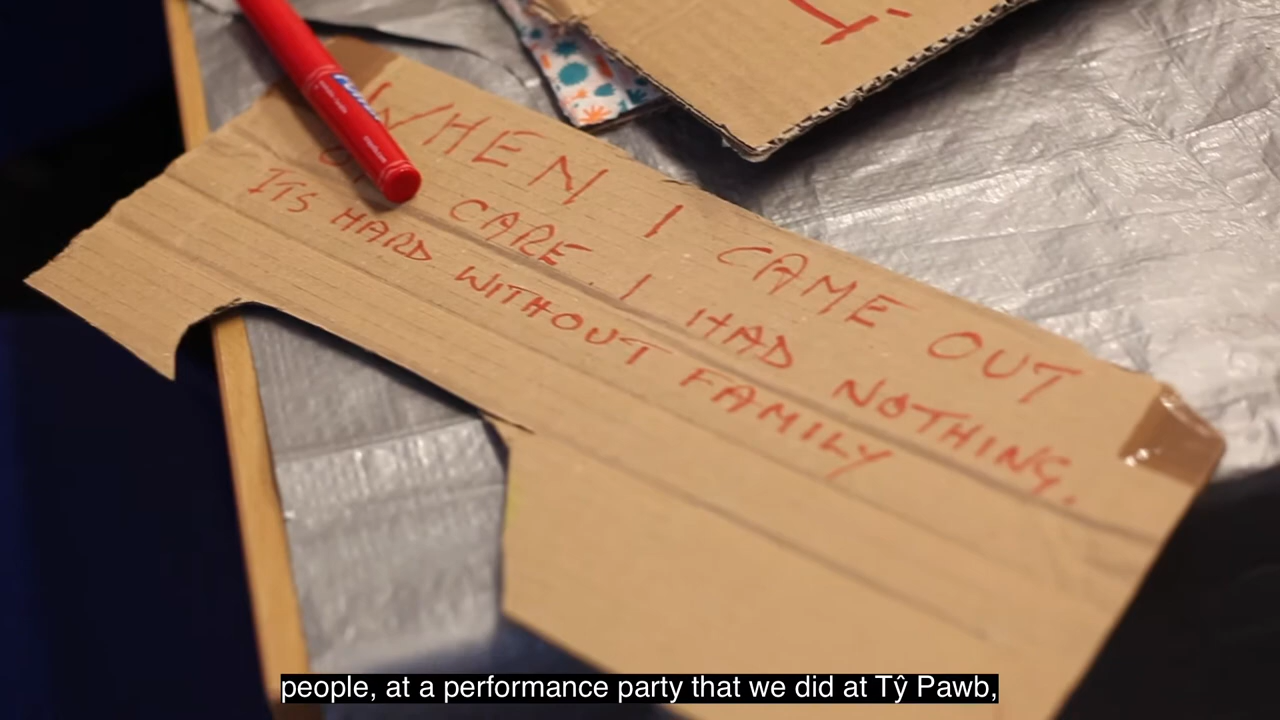 WHEN I CAME OUT
OF CARE I HAD NOTHING.
ITS HARD WITHOUT FAMILY
people, at a performance party that we did at Tŷ Pawb,